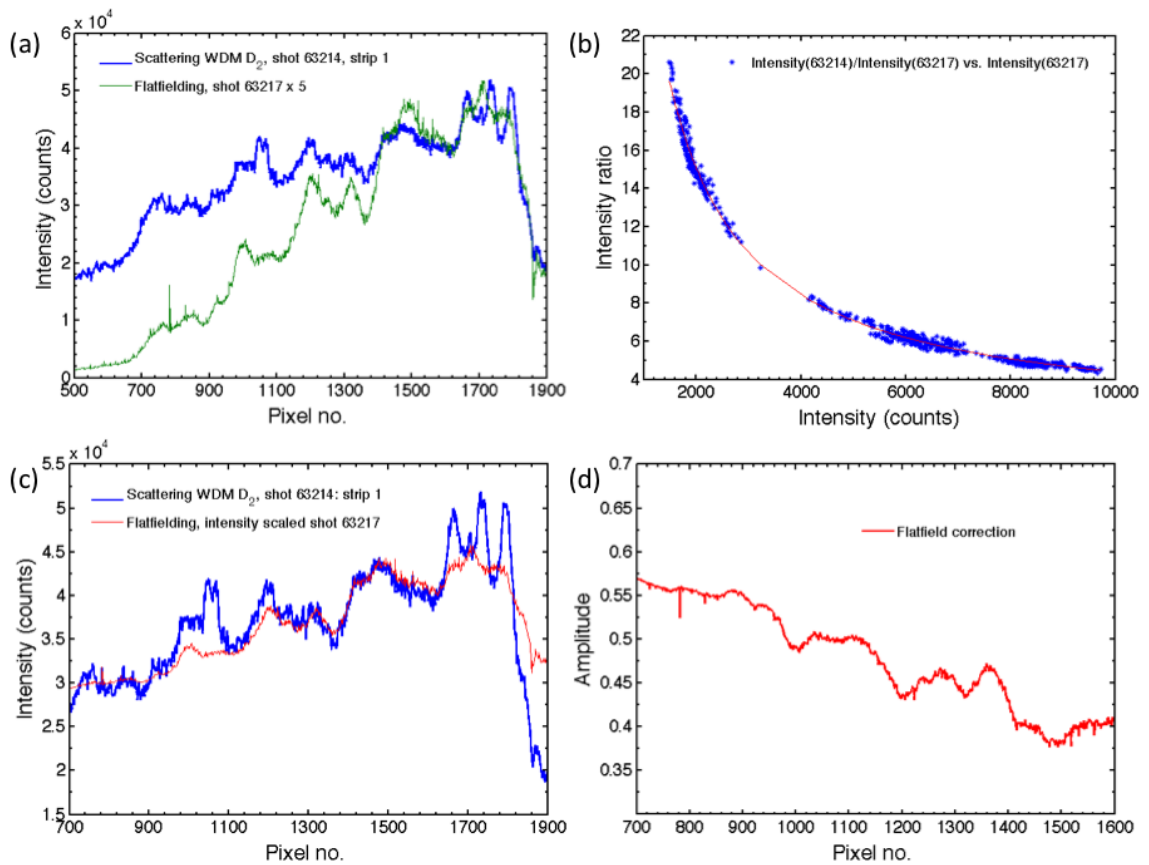 (a)
x 10^4
6
5
4
3
2
1
0
Intensity (counts)
Scattering WDM D₂, shot 63214, strip 1
Flatfielding, shot 63217 x 5
500 700 900 1100 1300 1500 1700 1900
Pixel no.
(b)
22
20
18
16
14
12
10
8
6
4
Intensity ratio
Intensity(63214)/Intensity(63217) vs. Intensity(63217)
2000 4000 6000 8000 10000
Intensity (counts)
(c)
x 10^4
5.5
5
4.5
4
3.5
3
2.5
2
1.5
Intensity (counts)
Scattering WDM D₂, shot 63214: strip 1
Flatfielding, intensity scaled shot 63217
700 900 1100 1300 1500 1700 1900
Pixel no.
(d)
0.7
0.65
0.6
0.55
0.5
0.45
0.4
0.35
Amplitude
Flatfield correction
700 800 900 1000 1100 1200 1300 1400 1500 1600
Pixel no.